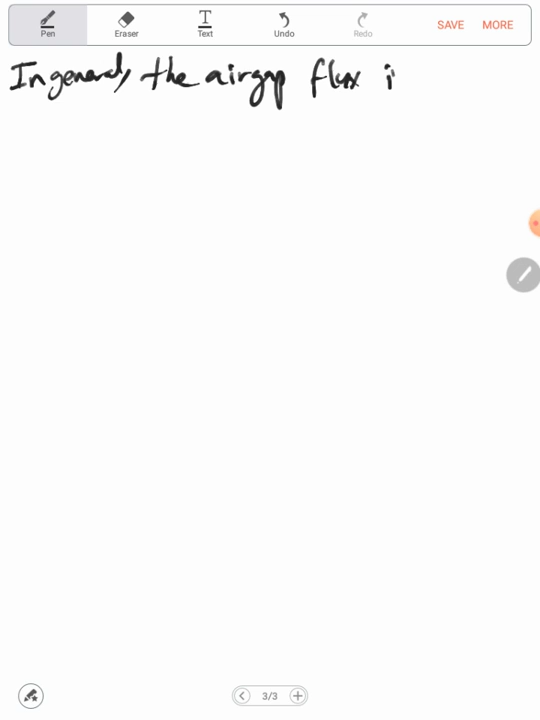 Pen Eraser Text Undo Redo SAVE MORE
In general, the airgap flux i
3/3